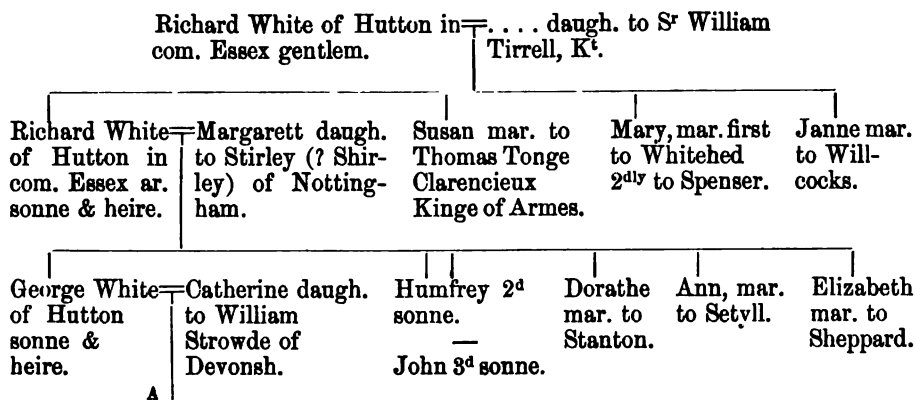 Richard White of Hutton in=. . . . daugh. to Sʳ William
com. Essex gentlem.
Tirrell, Kᵗ.
Richard White=
of Hutton in
com. Essex ar.
sonne & heire.
Margarett daugh.
to Stirley (? Shir-
ley) of Notting-
ham.
Susan mar. to
Thomas Tonge
Clarencieux
Kinge of Armes.
Mary, mar. first
to Whitehed
2ᵈˡʸ to Spenser.
Janne mar.
to Will-
cocks.
George White=
of Hutton
sonne &
heire.
Catherine daugh.
to William
Strowde of
Devonsh.
Humfrey 2ᵈ
sonne.
—
John 3ᵈ sonne.
Dorathe
mar. to
Stanton.
Ann, mar.
to Setyll.
Elizabeth
mar. to
Sheppard.
A